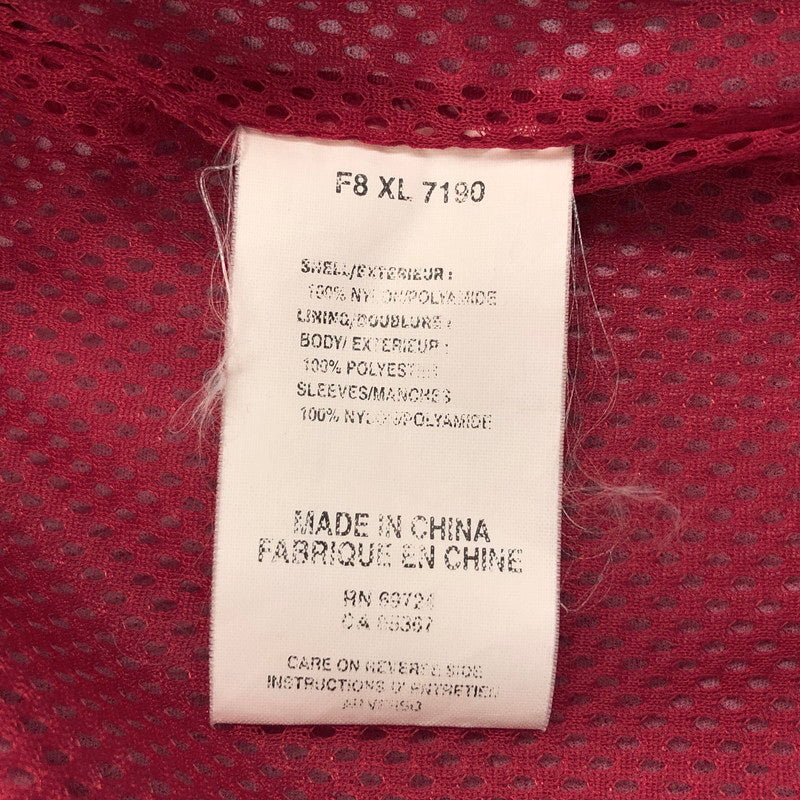 F8 XL 7190
SHELL/EXTERIEUR :
100% NYLON/POLYAMIDE
LINING/DOUBLURE :
BODY/ EXTERIEUR :
100% POLYESTER
SLEEVES/MANCHES
100% NYLON/POLYAMIDE
MADE IN CHINA
FABRIQUE EN CHINE
RN 69724
CA 05367
CARE ON REVERSE SIDE
INSTRUCTIONS D'ENTRETIEN